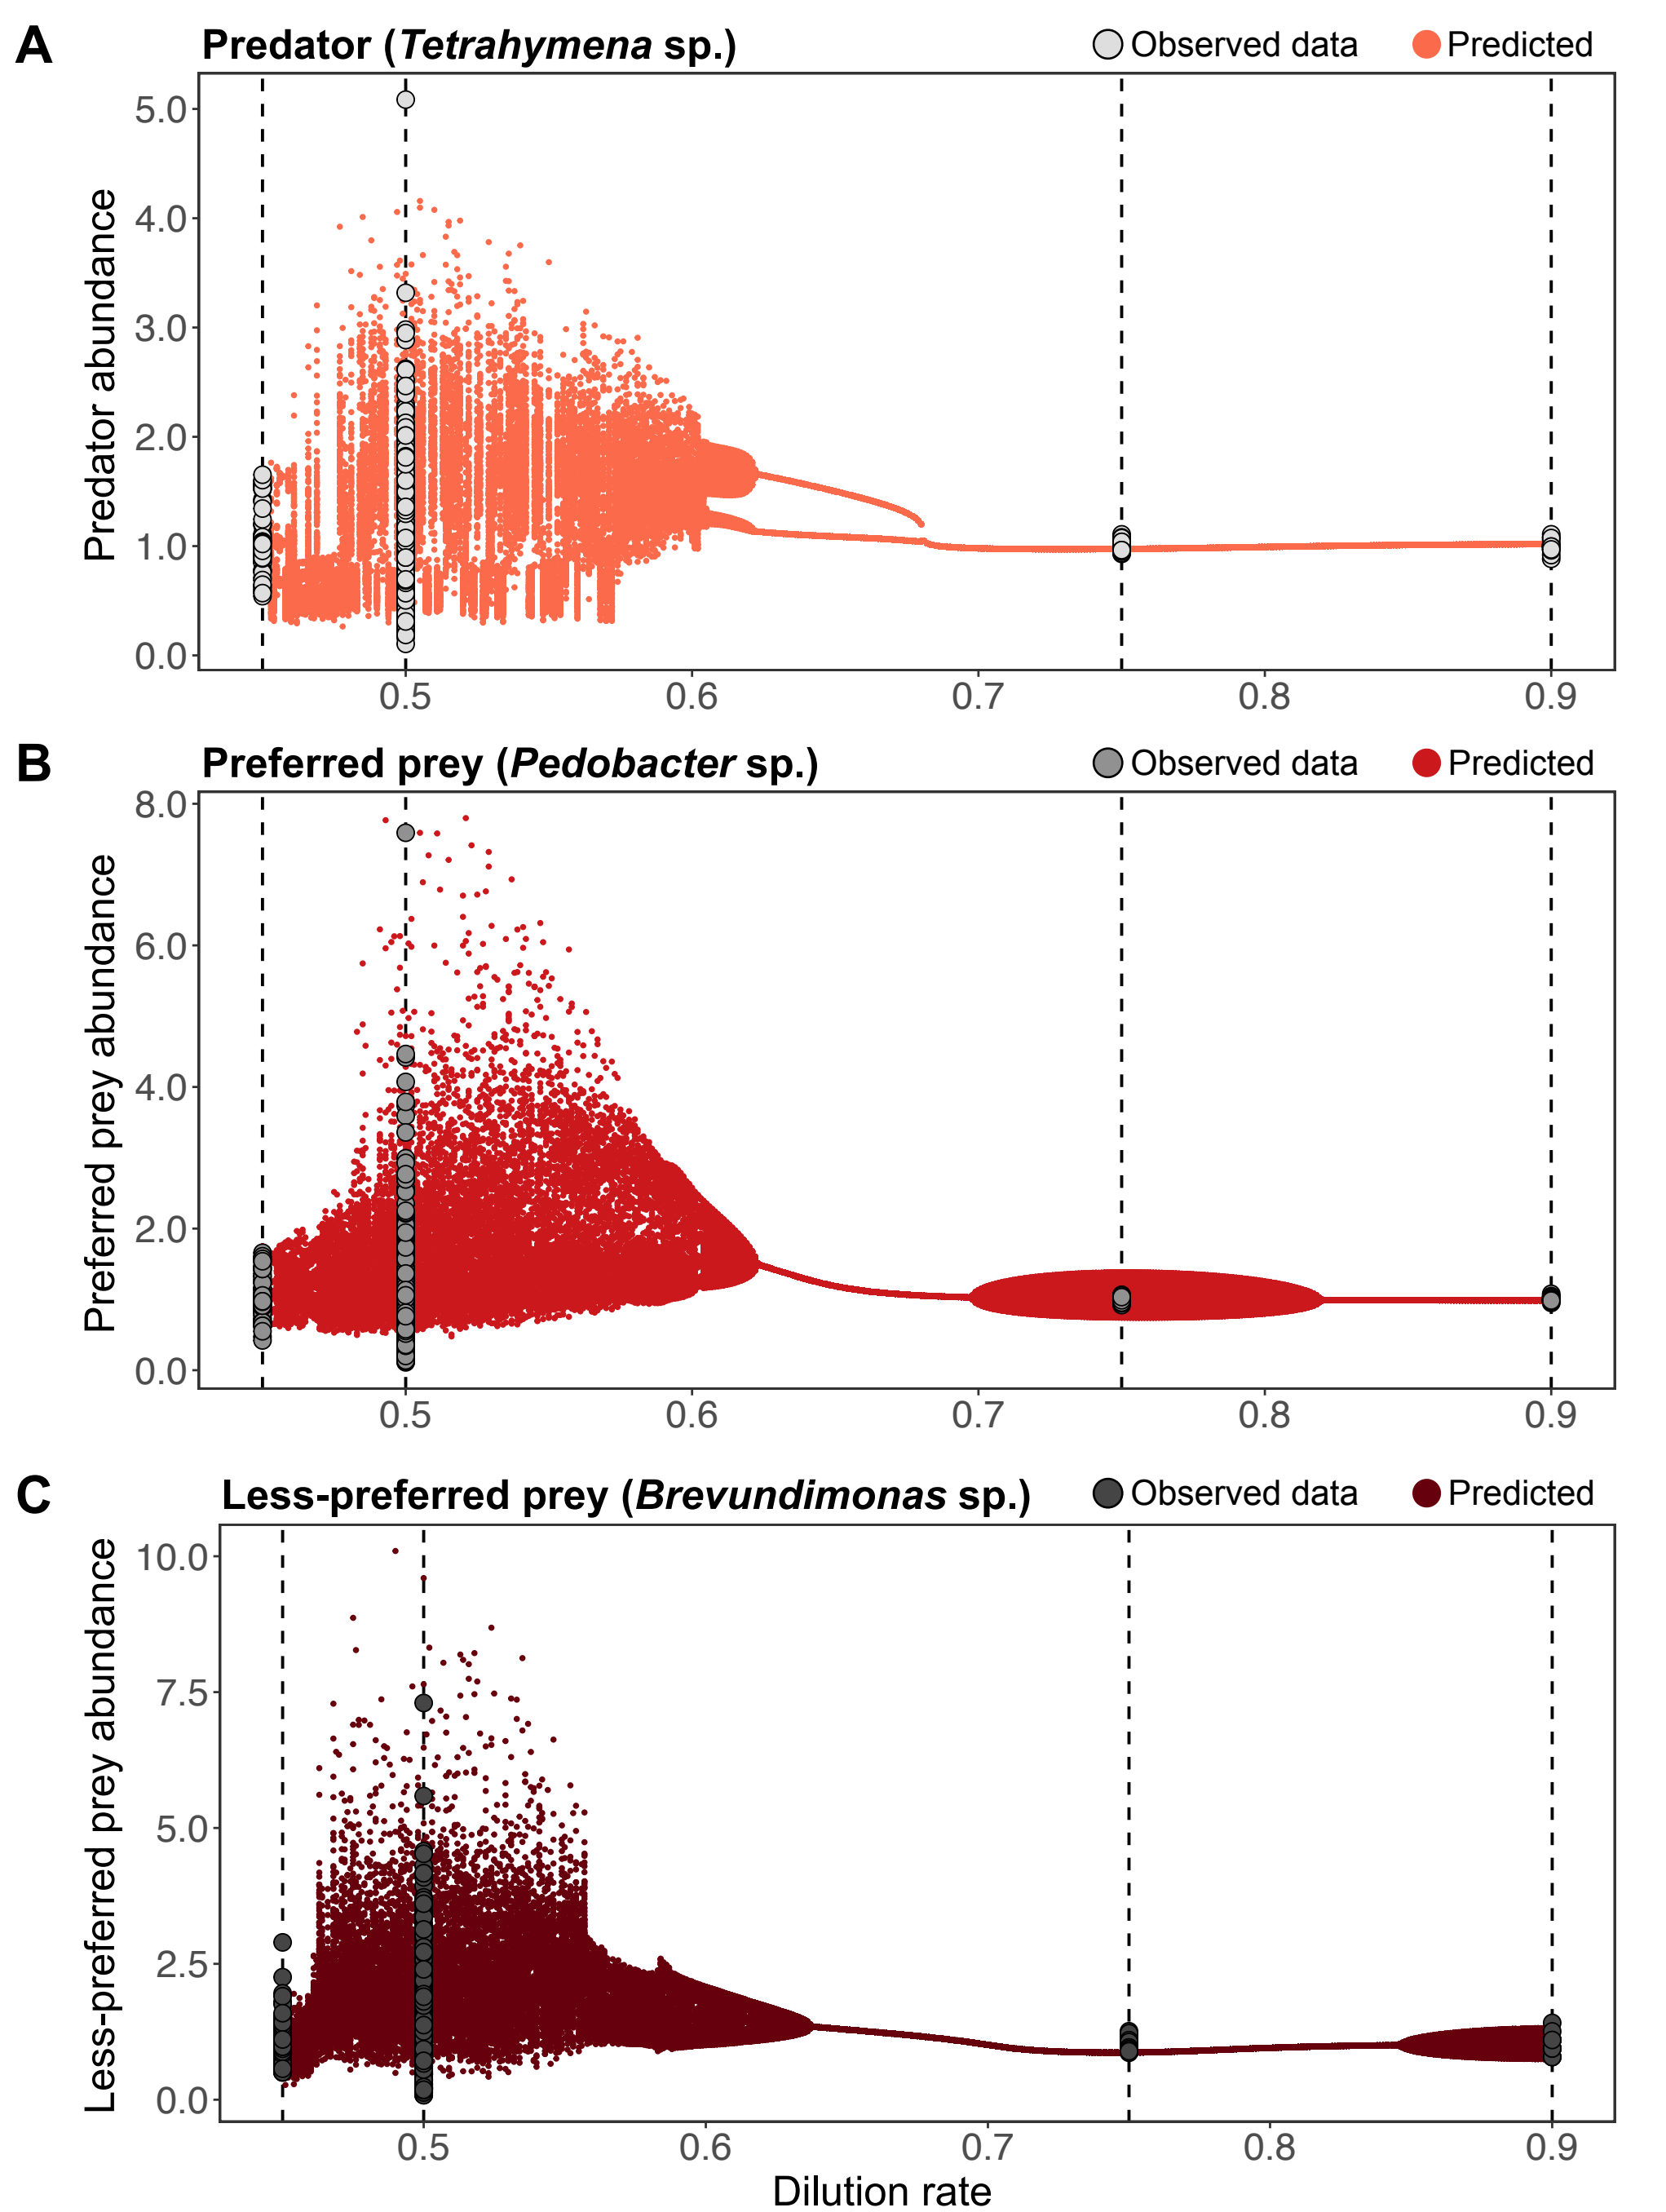 A
Predator (Tetrahymena sp.)
Observed data
Predicted
Predator abundance
5.0
4.0
3.0
2.0
1.0
0.0
0.5
0.6
0.7
0.8
0.9
B
Preferred prey (Pedobacter sp.)
Observed data
Predicted
Preferred prey abundance
8.0
6.0
4.0
2.0
0.0
0.5
0.6
0.7
0.8
0.9
C
Less-preferred prey (Brevundimonas sp.)
Observed data
Predicted
Less-preferred prey abundance
10.0
7.5
5.0
2.5
0.0
0.5
0.6
0.7
0.8
0.9
Dilution rate